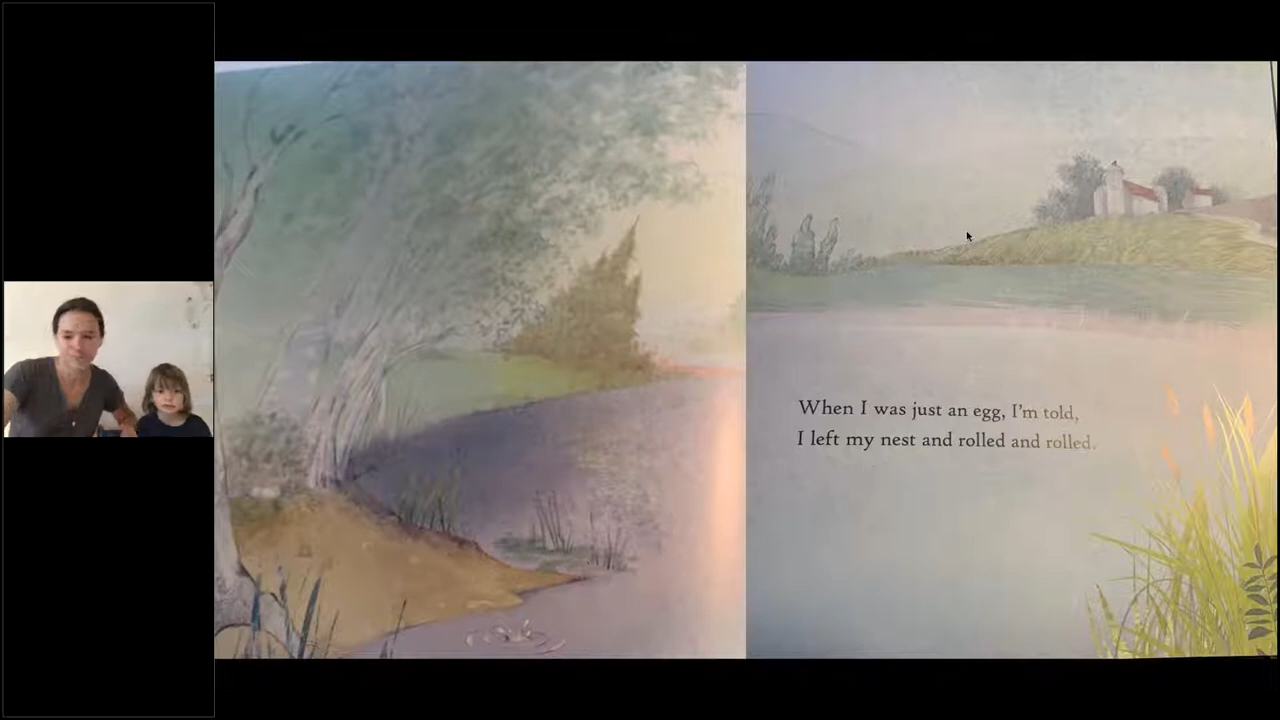 When I was just an egg, I'm told,
I left my nest and rolled and rolled.